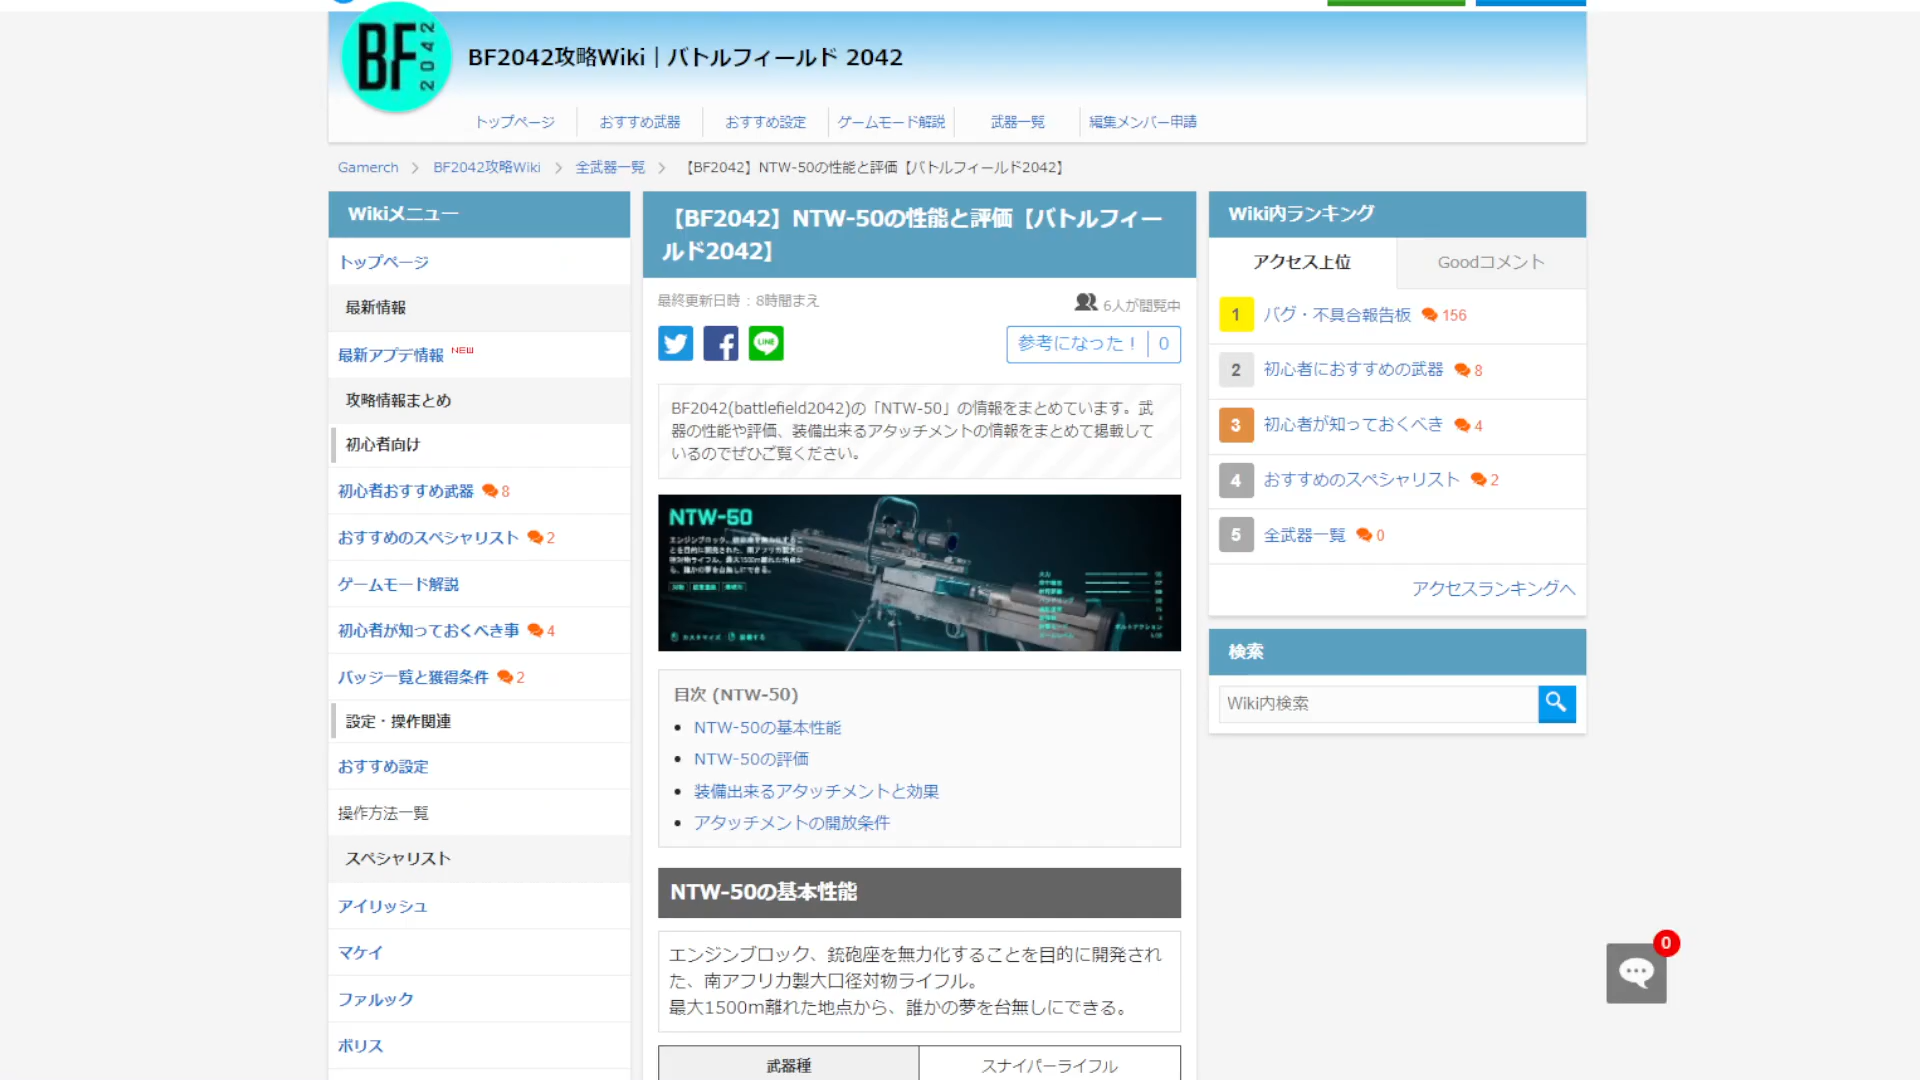 BF2042
BF2042攻略Wiki｜バトルフィールド 2042
トップページ
おすすめ武器
おすすめ設定
ゲームモード解説
武器一覧
編集メンバー申請
Gamerch
BF2042攻略Wiki
全武器一覧
【BF2042】NTW-50の性能と評価【バトルフィールド2042】
Wikiメニュー
トップページ
最新情報
最新アプデ情報 NEW
攻略情報まとめ
初心者向け
初心者おすすめ武器 8
おすすめのスペシャリスト 2
ゲームモード解説
初心者が知っておくべき事 4
バッジ一覧と獲得条件 2
設定・操作関連
おすすめ設定
操作方法一覧
スペシャリスト
アイリッシュ
マケイ
ファルック
ボリス
【BF2042】NTW-50の性能と評価【バトルフィー
ルド2042】
最終更新日時 : 8時間まえ
6人が閲覧中
LINE
参考になった！ 0
BF2042(battlefield2042)の「NTW-50」の情報をまとめています。武
器の性能や評価、装備出来るアタッチメントの情報をまとめて掲載して
いるのでぜひご覧ください。
NTW-50
エンジンブロック、銃砲座を無力化するこ
とを目的に開発された、南アフリカ製大口
径対物ライフル。最大1500m離れた地点か
ら、誰かの夢を台無しにできる。
カスタマイズ
装備する
ボルトアクション
目次 (NTW-50)
NTW-50の基本性能
NTW-50の評価
装備出来るアタッチメントと効果
アタッチメントの開放条件
NTW-50の基本性能
エンジンブロック、銃砲座を無力化することを目的に開発され
た、南アフリカ製大口径対物ライフル。
最大1500m離れた地点から、誰かの夢を台無しにできる。
武器種
スナイパーライフル
Wiki内ランキング
アクセス上位
Goodコメント
1 バグ・不具合報告板 156
2 初心者におすすめの武器 8
3 初心者が知っておくべき 4
4 おすすめのスペシャリスト 2
5 全武器一覧 0
アクセスランキングへ
検索
Wiki内検索
0